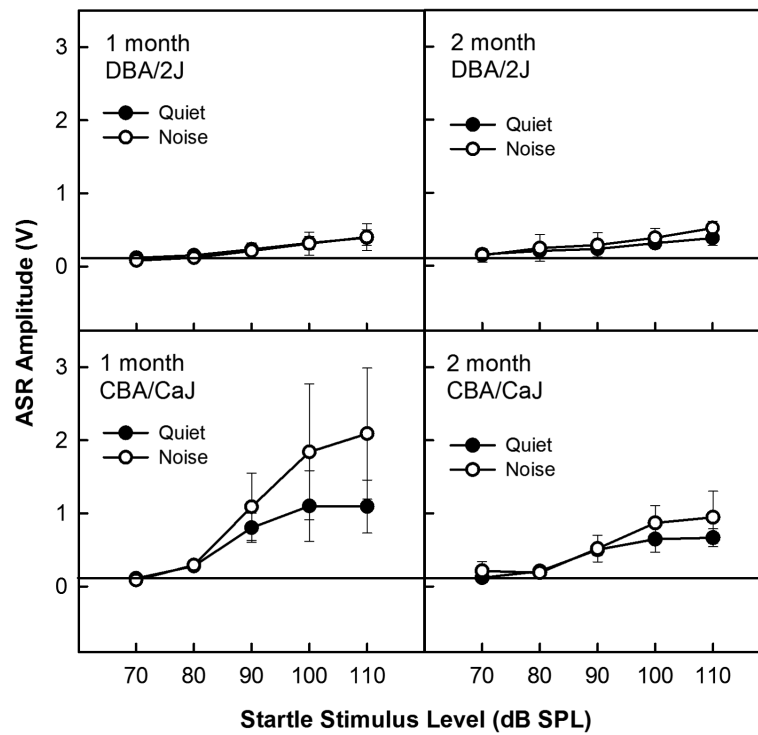 1 month
DBA/2J
Quiet
Noise
2 month
DBA/2J
Quiet
Noise
3
2
1
0
1 month
CBA/CaJ
Quiet
Noise
2 month
CBA/CaJ
Quiet
Noise
3
2
1
0
ASR Amplitude (V)
70 80 90 100 110 70 80 90 100 110
Startle Stimulus Level (dB SPL)